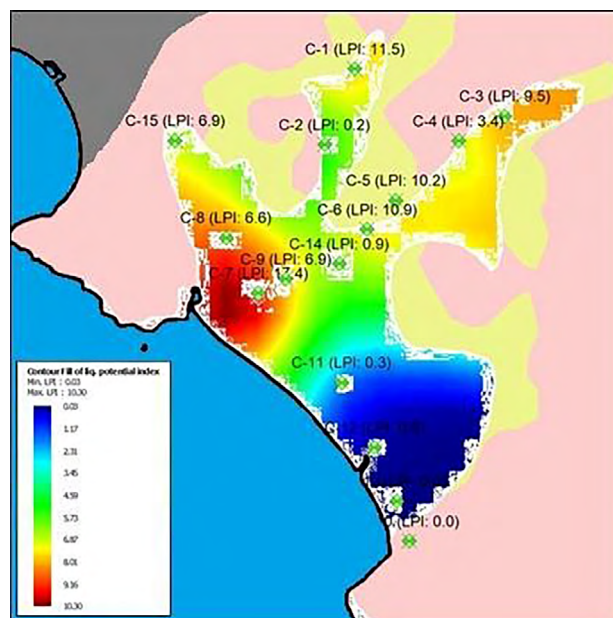 C-1 (LPI: 11.5)
C-3 (LPI: 9.5)
C-15 (LPI: 6.9)
C-4 (LPI: 3.4)
C-2 (LPI: 0.2)
C-5 (LPI: 10.2)
C-6 (LPI: 10.9)
C-8 (LPI: 6.6)
C-14 (LPI: 0.9)
C-9 (LPI: 6.9)
C-7 (LPI: 17.4)
C-11 (LPI: 0.3)
(LPI: 0.0)
Contour Fill of liq. potential index
Min. LPI : 0.03
Max. LPI : 10.30
0.03
1.17
2.31
3.45
4.59
5.73
6.87
8.01
9.16
10.30